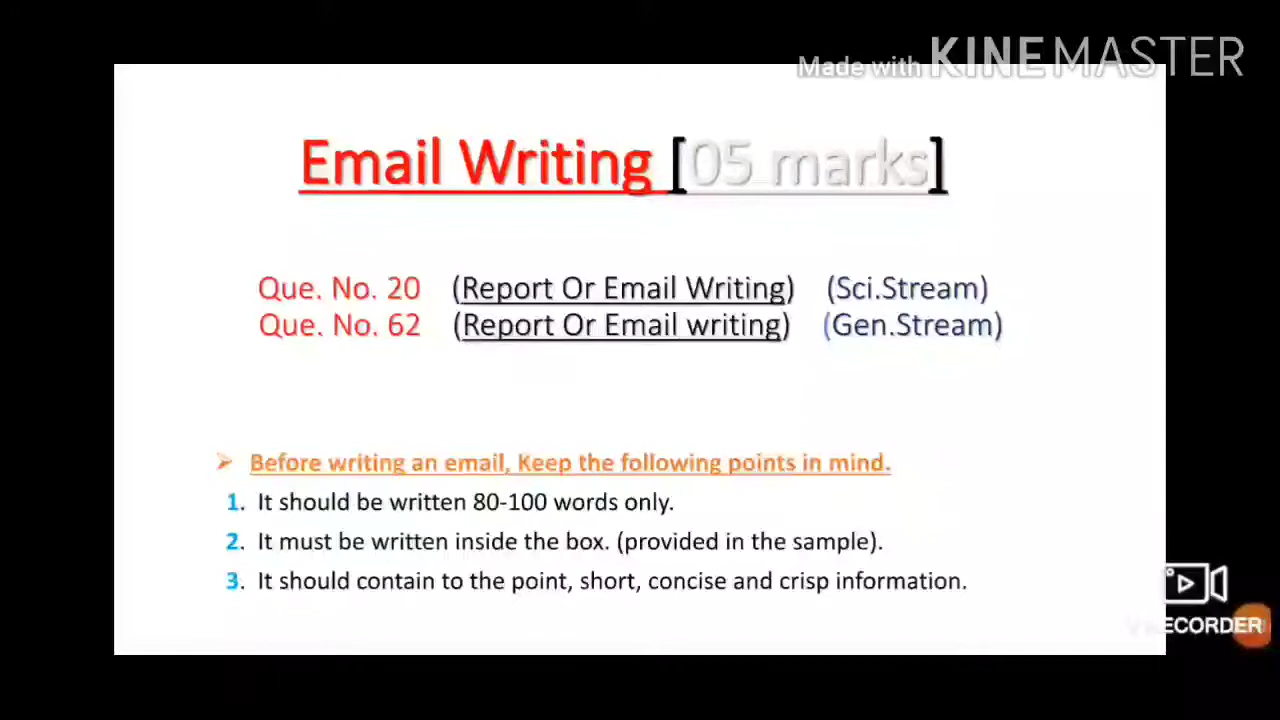 Made with KINEMASTER
Email Writing [05 marks]
Que. No. 20 (Report Or Email Writing) (Sci.Stream)
Que. No. 62 (Report Or Email writing) (Gen.Stream)
➢ Before writing an email, Keep the following points in mind.
1. It should be written 80-100 words only.
2. It must be written inside the box. (provided in the sample).
3. It should contain to the point, short, concise and crisp information.